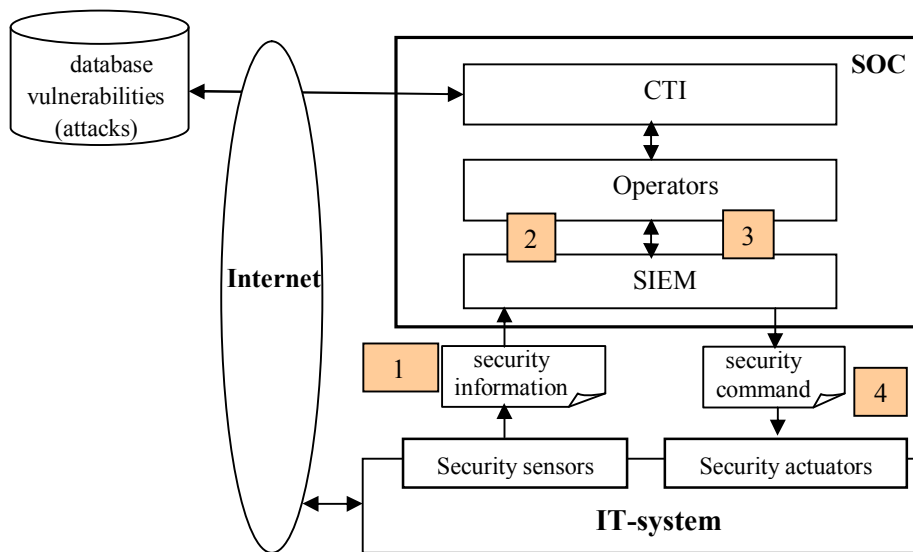 database
vulnerabilities
(attacks)
SOC
CTI
Operators
2
3
SIEM
Internet
1
security
information
security
command
4
Security sensors
Security actuators
IT-system